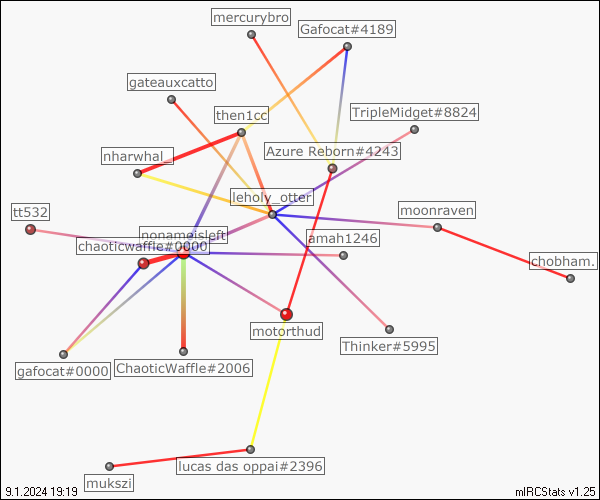 mercurybro
Gafocat#4189
gateauxcatto
then1cc
TripleMidget#8824
Azure Reborn#4243
nharwhal_
leholy_otter
tt532
moonraven
nonameisleft
amah1246
chaoticwaffle#0000
chobham.
motorthud
Thinker#5995
gafocat#0000
ChaoticWaffle#2006
lucas das oppai#2396
mukszi
9.1.2024 19:19
mIRCStats v1.25